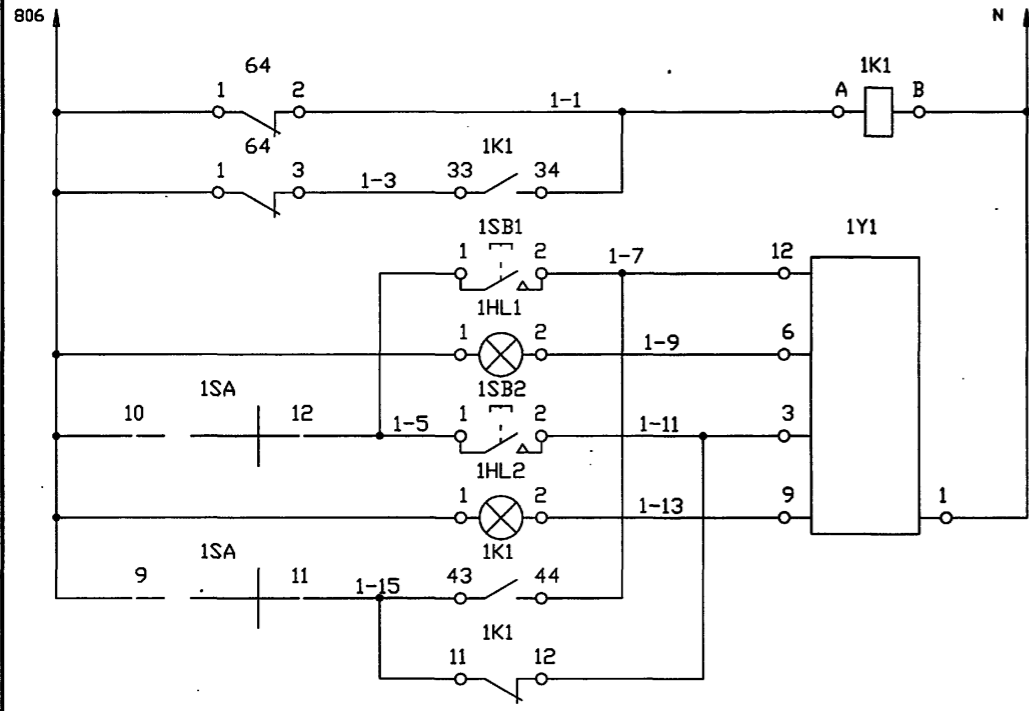 806 N
64 1K1
1 2 1-1 A B
64 1K1
1 3 1-3 33 34
1SB1 1Y1
1 2 1-7 12
1HL1
1 2 1-9 6
1SA 1SB2
10 12 1-5 1 2 1-11 3
1HL2
1 2 1-13 9 1
1SA 1K1
9 11 1-15 43 44
1K1
11 12